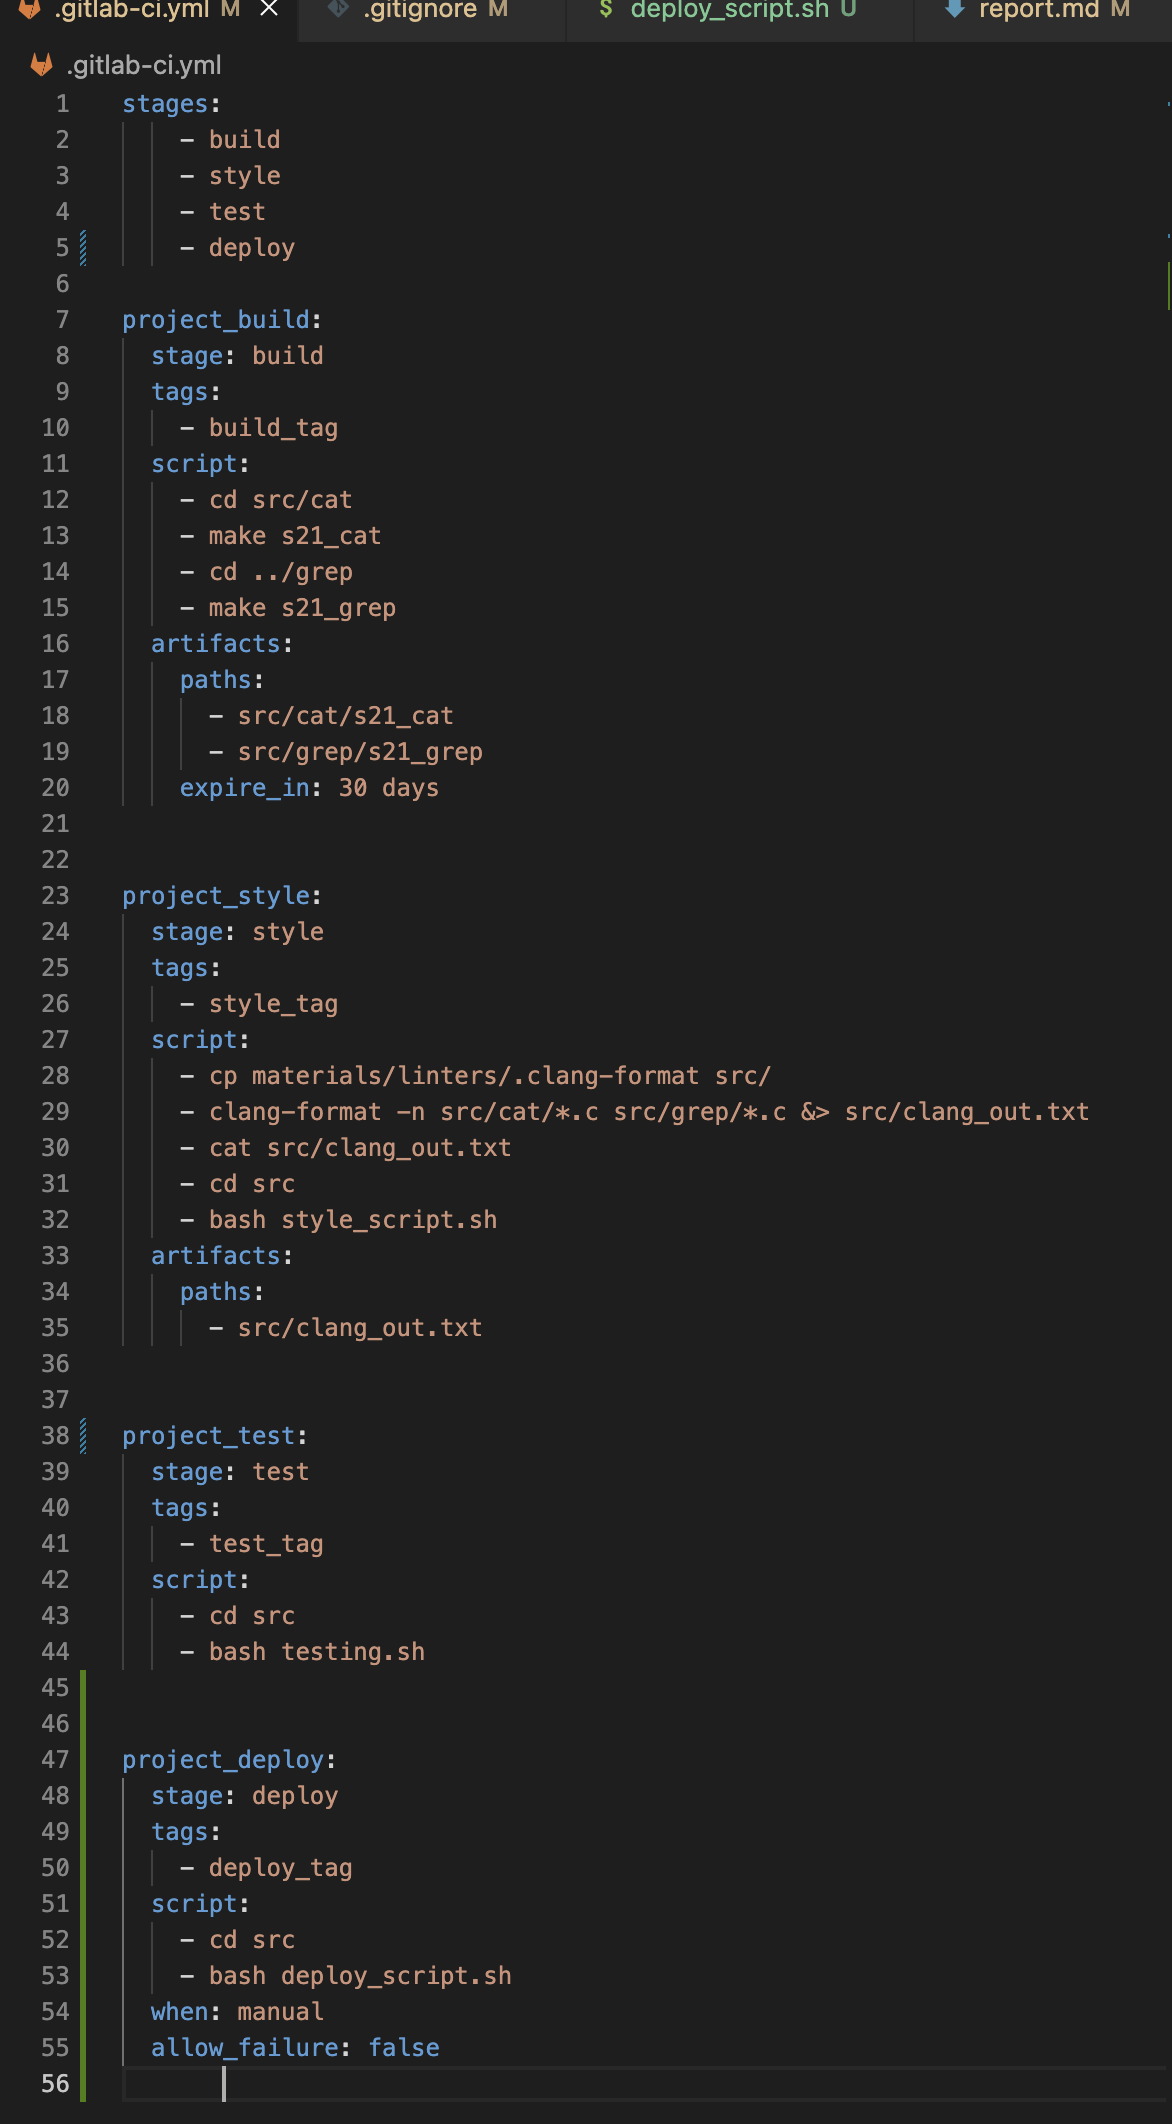 .gitlab-ci.yml M × .gitignore M $ deploy_script.sh U report.md M
.gitlab-ci.yml
1 stages:
2 - build
3 - style
4 - test
5 - deploy
6
7 project_build:
8 stage: build
9 tags:
10 - build_tag
11 script:
12 - cd src/cat
13 - make s21_cat
14 - cd ../grep
15 - make s21_grep
16 artifacts:
17 paths:
18 - src/cat/s21_cat
19 - src/grep/s21_grep
20 expire_in: 30 days
21
22
23 project_style:
24 stage: style
25 tags:
26 - style_tag
27 script:
28 - cp materials/linters/.clang-format src/
29 - clang-format -n src/cat/*.c src/grep/*.c &> src/clang_out.txt
30 - cat src/clang_out.txt
31 - cd src
32 - bash style_script.sh
33 artifacts:
34 paths:
35 - src/clang_out.txt
36
37
38 project_test:
39 stage: test
40 tags:
41 - test_tag
42 script:
43 - cd src
44 - bash testing.sh
45
46
47 project_deploy:
48 stage: deploy
49 tags:
50 - deploy_tag
51 script:
52 - cd src
53 - bash deploy_script.sh
54 when: manual
55 allow_failure: false
56